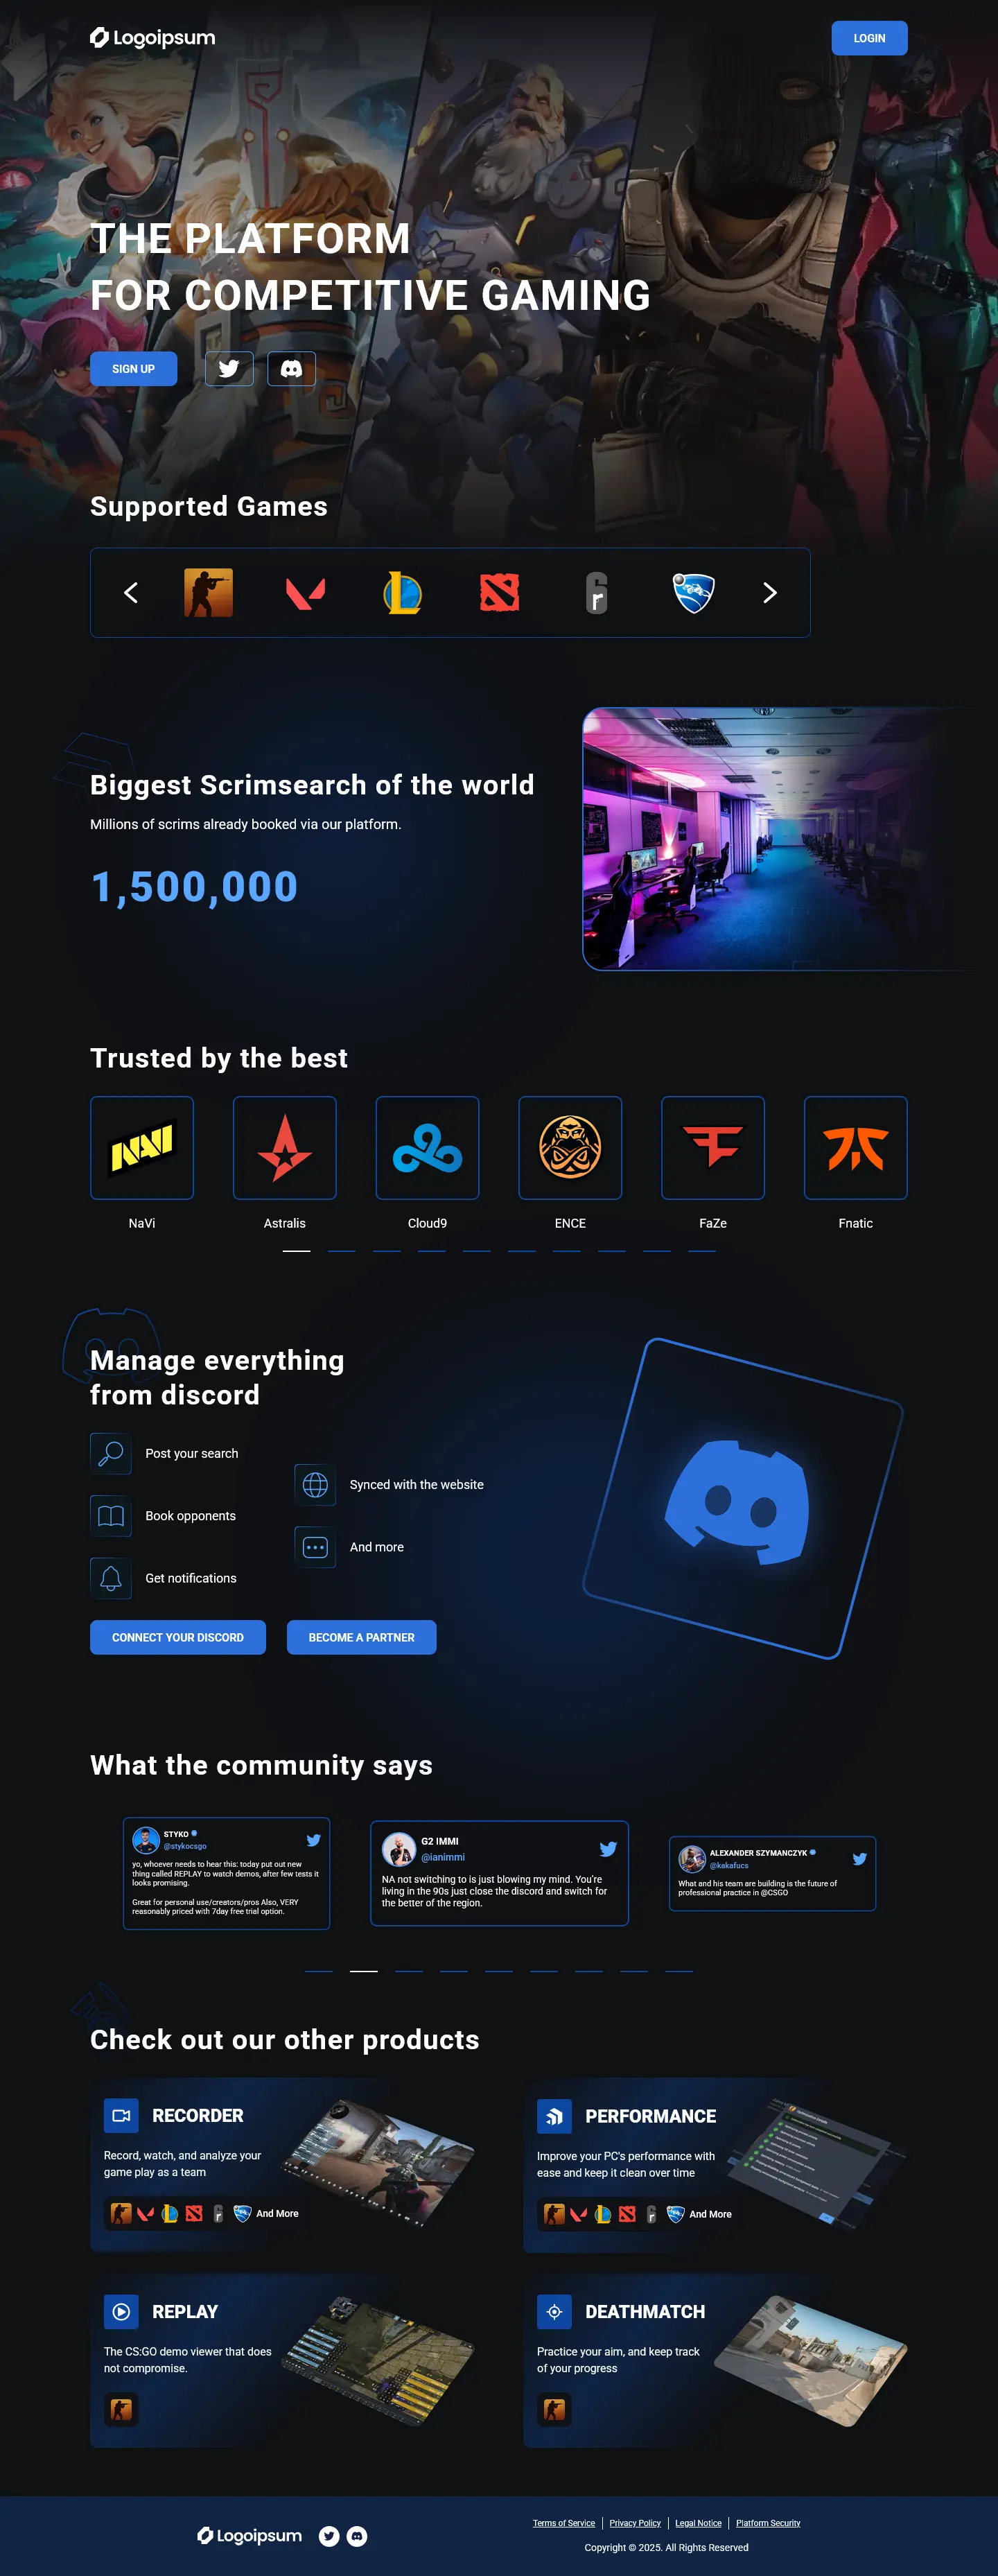 Logoipsum
LOGIN
THE PLATFORM
FOR COMPETITIVE GAMING
SIGN UP
Supported Games
Biggest Scrimsearch of the world
Millions of scrims already booked via our platform.
1,500,000
Trusted by the best
NAVI
NaVi
Astralis
Cloud9
ENCE
FaZe
Fnatic
Manage everything
from discord
Post your search
Synced with the website
Book opponents
And more
Get notifications
CONNECT YOUR DISCORD
BECOME A PARTNER
What the community says
STYKO
@stykocsgo
yo, whoever needs to hear this: today put out new
thing called REPLAY to watch demos, after few tests it
looks promising.
Great for personal use/creators/pros Also, VERY
reasonably priced with 7day free trial option.
G2 IMMI
@ianimmi
NA not switching to is just blowing my mind. You're
living in the 90s just close the discord and switch for
the better of the region.
ALEXANDER SZYMANCZYK
@kakafucs
What and his team are building is the future of
professional practice in @CSGO
Check out our other products
RECORDER
Record, watch, and analyze your
game play as a team
And More
PERFORMANCE
Improve your PC's performance with
ease and keep it clean over time
And More
REPLAY
The CS:GO demo viewer that does
not compromise.
DEATHMATCH
Practice your aim, and keep track
of your progress
Logoipsum
Terms of Service
Privacy Policy
Legal Notice
Platform Security
Copyright © 2025. All Rights Reserved